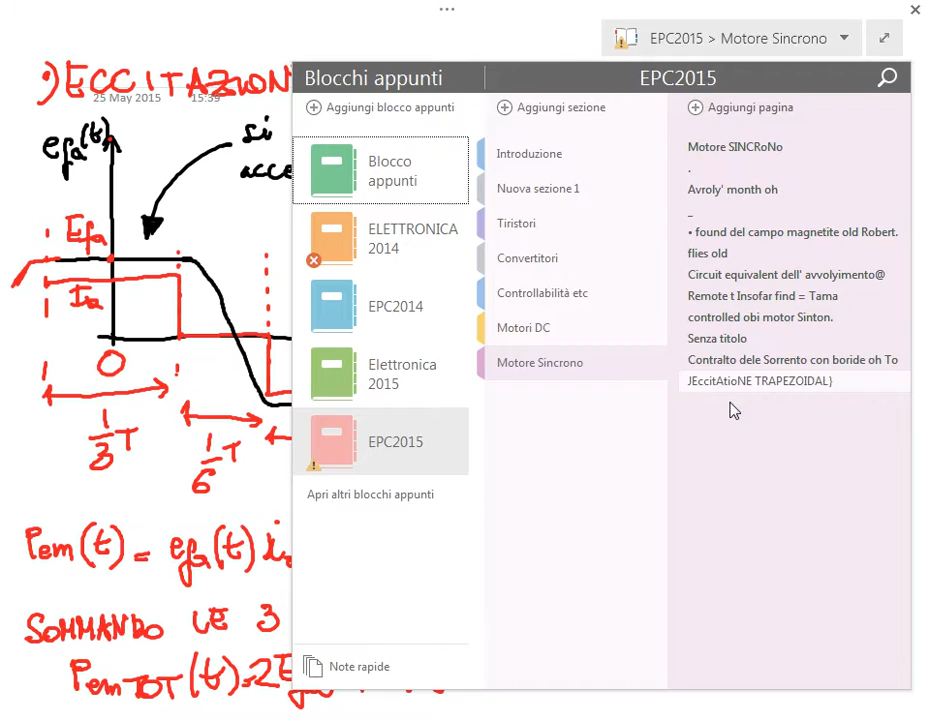 EPC2015 > Motore Sincrono
•) ECCITAZION
25 May 2015 15:39
efa(t)
si
acce
Efa
Ia
0
1/3 T
1/6 T
Pem(t) = efa(t) i
SOMMANDO LE 3
PemTOT(t)=2E
Blocchi appunti
Aggiungi blocco appunti
Blocco
appunti
ELETTRONICA
2014
EPC2014
Elettronica
2015
EPC2015
Apri altri blocchi appunti
Note rapide
EPC2015
Aggiungi sezione
Introduzione
Nuova sezione 1
Tiristori
Convertitori
Controllabilità etc
Motori DC
Motore Sincrono
Aggiungi pagina
Motore SINCRoNo
.
Avroly' month oh
_
• found del campo magnetite old Robert.
flies old
Circuit equivalent dell' avvolyimento@
Remote t Insofar find = Tama
controlled obi motor Sinton.
Senza titolo
Contralto dele Sorrento con boride oh To
JEccitAtioNE TRAPEZOIDAL}